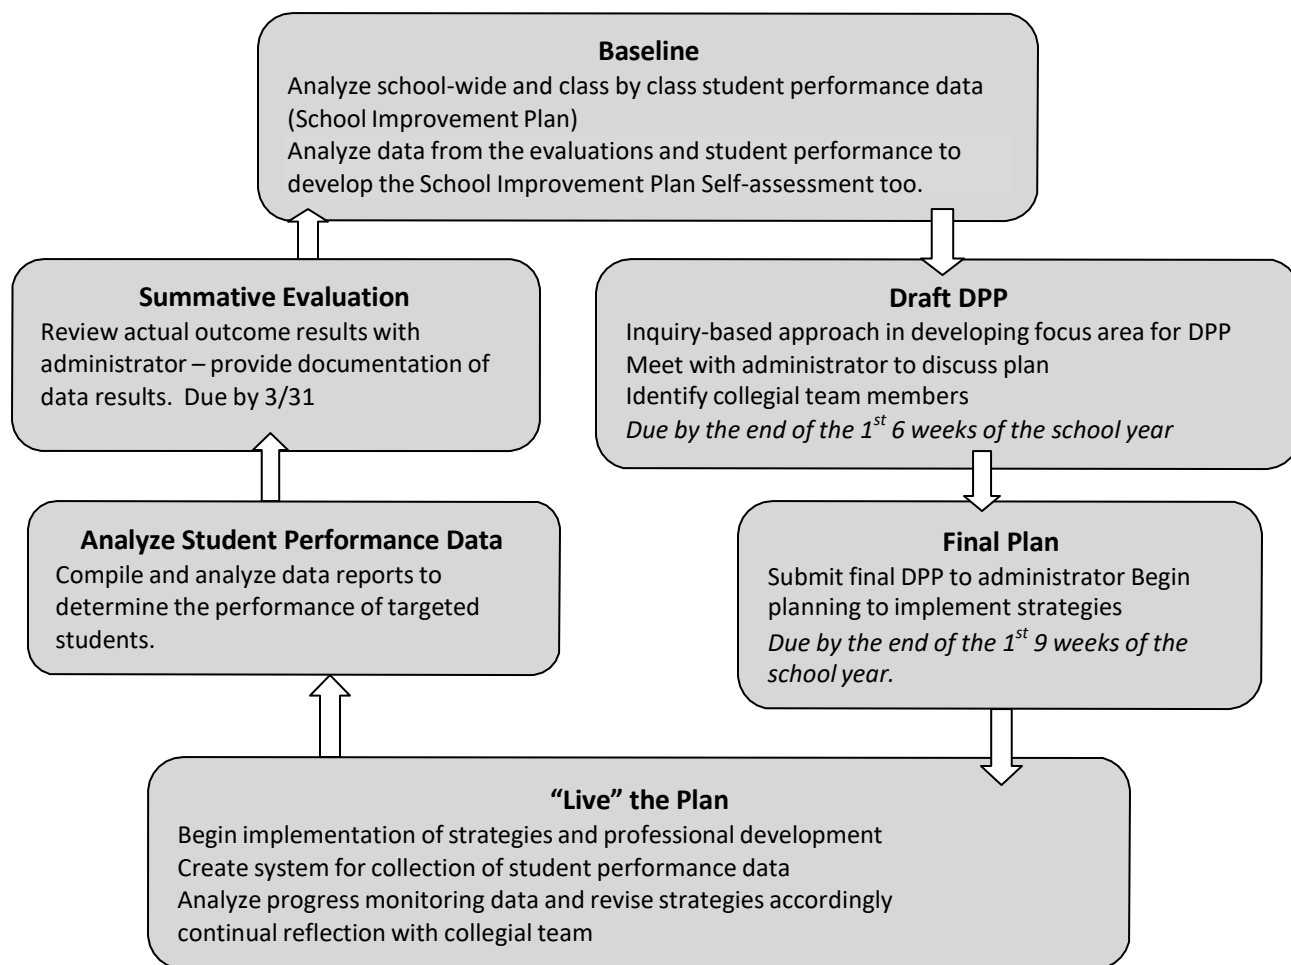 Baseline
Analyze school-wide and class by class student performance data
(School Improvement Plan)
Analyze data from the evaluations and student performance to
develop the School Improvement Plan Self-assessment too.
Summative Evaluation
Review actual outcome results with
administrator – provide documentation of
data results.  Due by 3/31
Draft DPP
Inquiry-based approach in developing focus area for DPP
Meet with administrator to discuss plan
Identify collegial team members
Due by the end of the 1st 6 weeks of the school year
Analyze Student Performance Data
Compile and analyze data reports to
determine the performance of targeted
students.
Final Plan
Submit final DPP to administrator Begin
planning to implement strategies
Due by the end of the 1st 9 weeks of the
school year.
“Live” the Plan
Begin implementation of strategies and professional development
Create system for collection of student performance data
Analyze progress monitoring data and revise strategies accordingly
continual reflection with collegial team